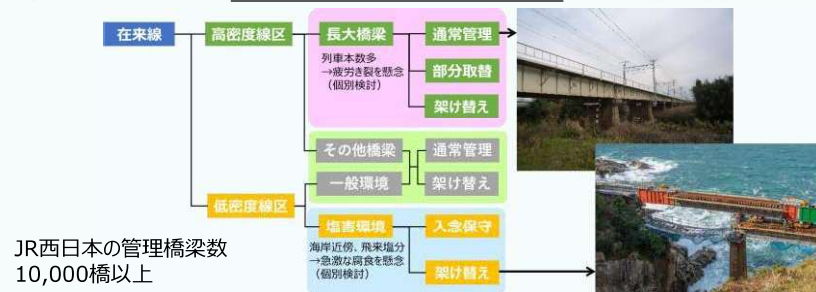 在来線
高密度線区
長大橋梁
通常管理
列車本数多
→疲労き裂を懸念
(個別検討)
部分取替
架け替え
その他橋梁
通常管理
一般環境
架け替え
低密度線区
塩害環境
入念保守
海岸近傍、飛来塩分
→急激な腐食を懸念
(個別検討)
架け替え
JR西日本の管理橋梁数
10,000橋以上